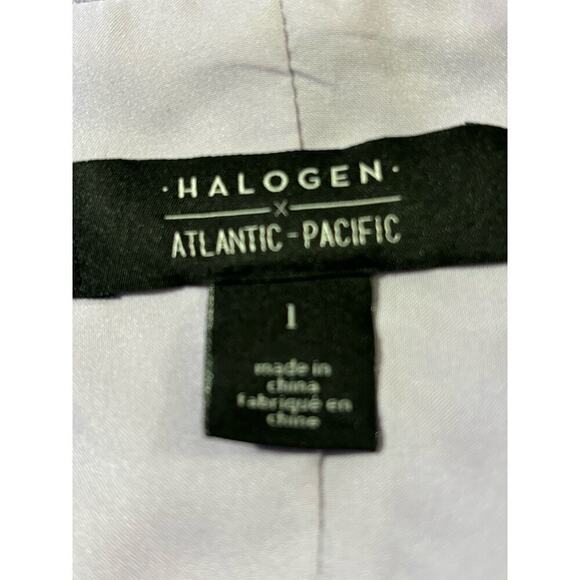 ·HALOGEN·
×
ATLANTIC-PACIFIC
1
made in
china
fabriqué en
chine